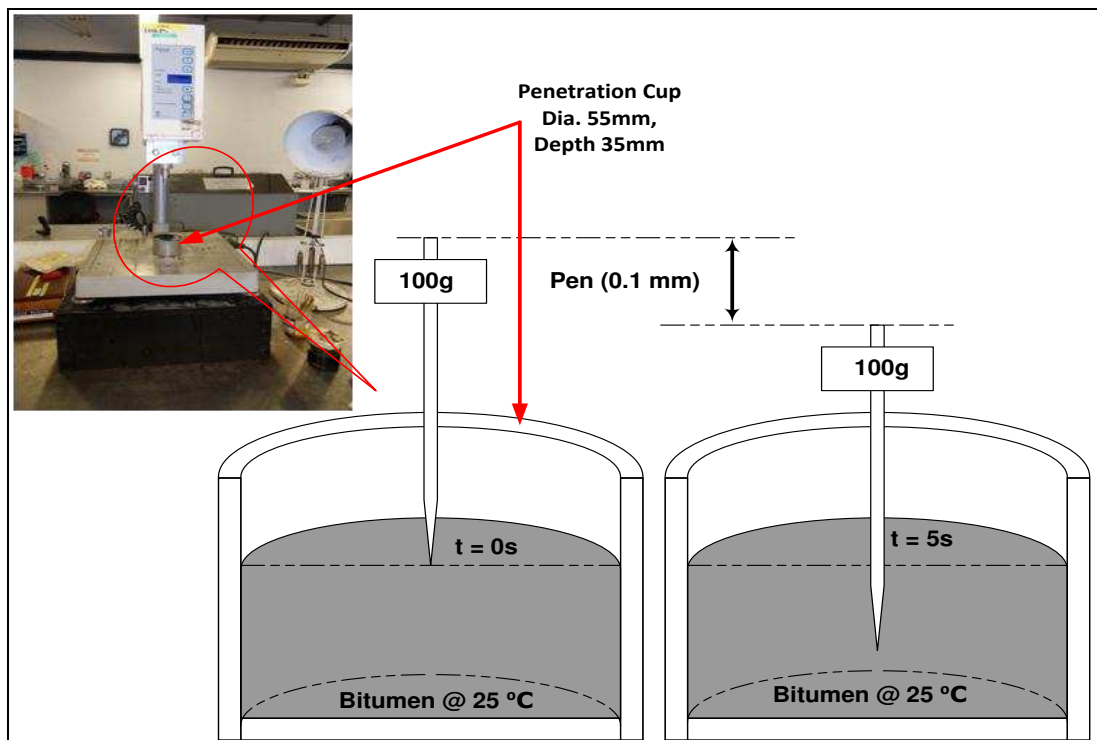 Penetration Cup
Dia. 55mm,
Depth 35mm
100g
Pen (0.1 mm)
100g
t = 0s
t = 5s
Bitumen @ 25 ºC
Bitumen @ 25 ºC